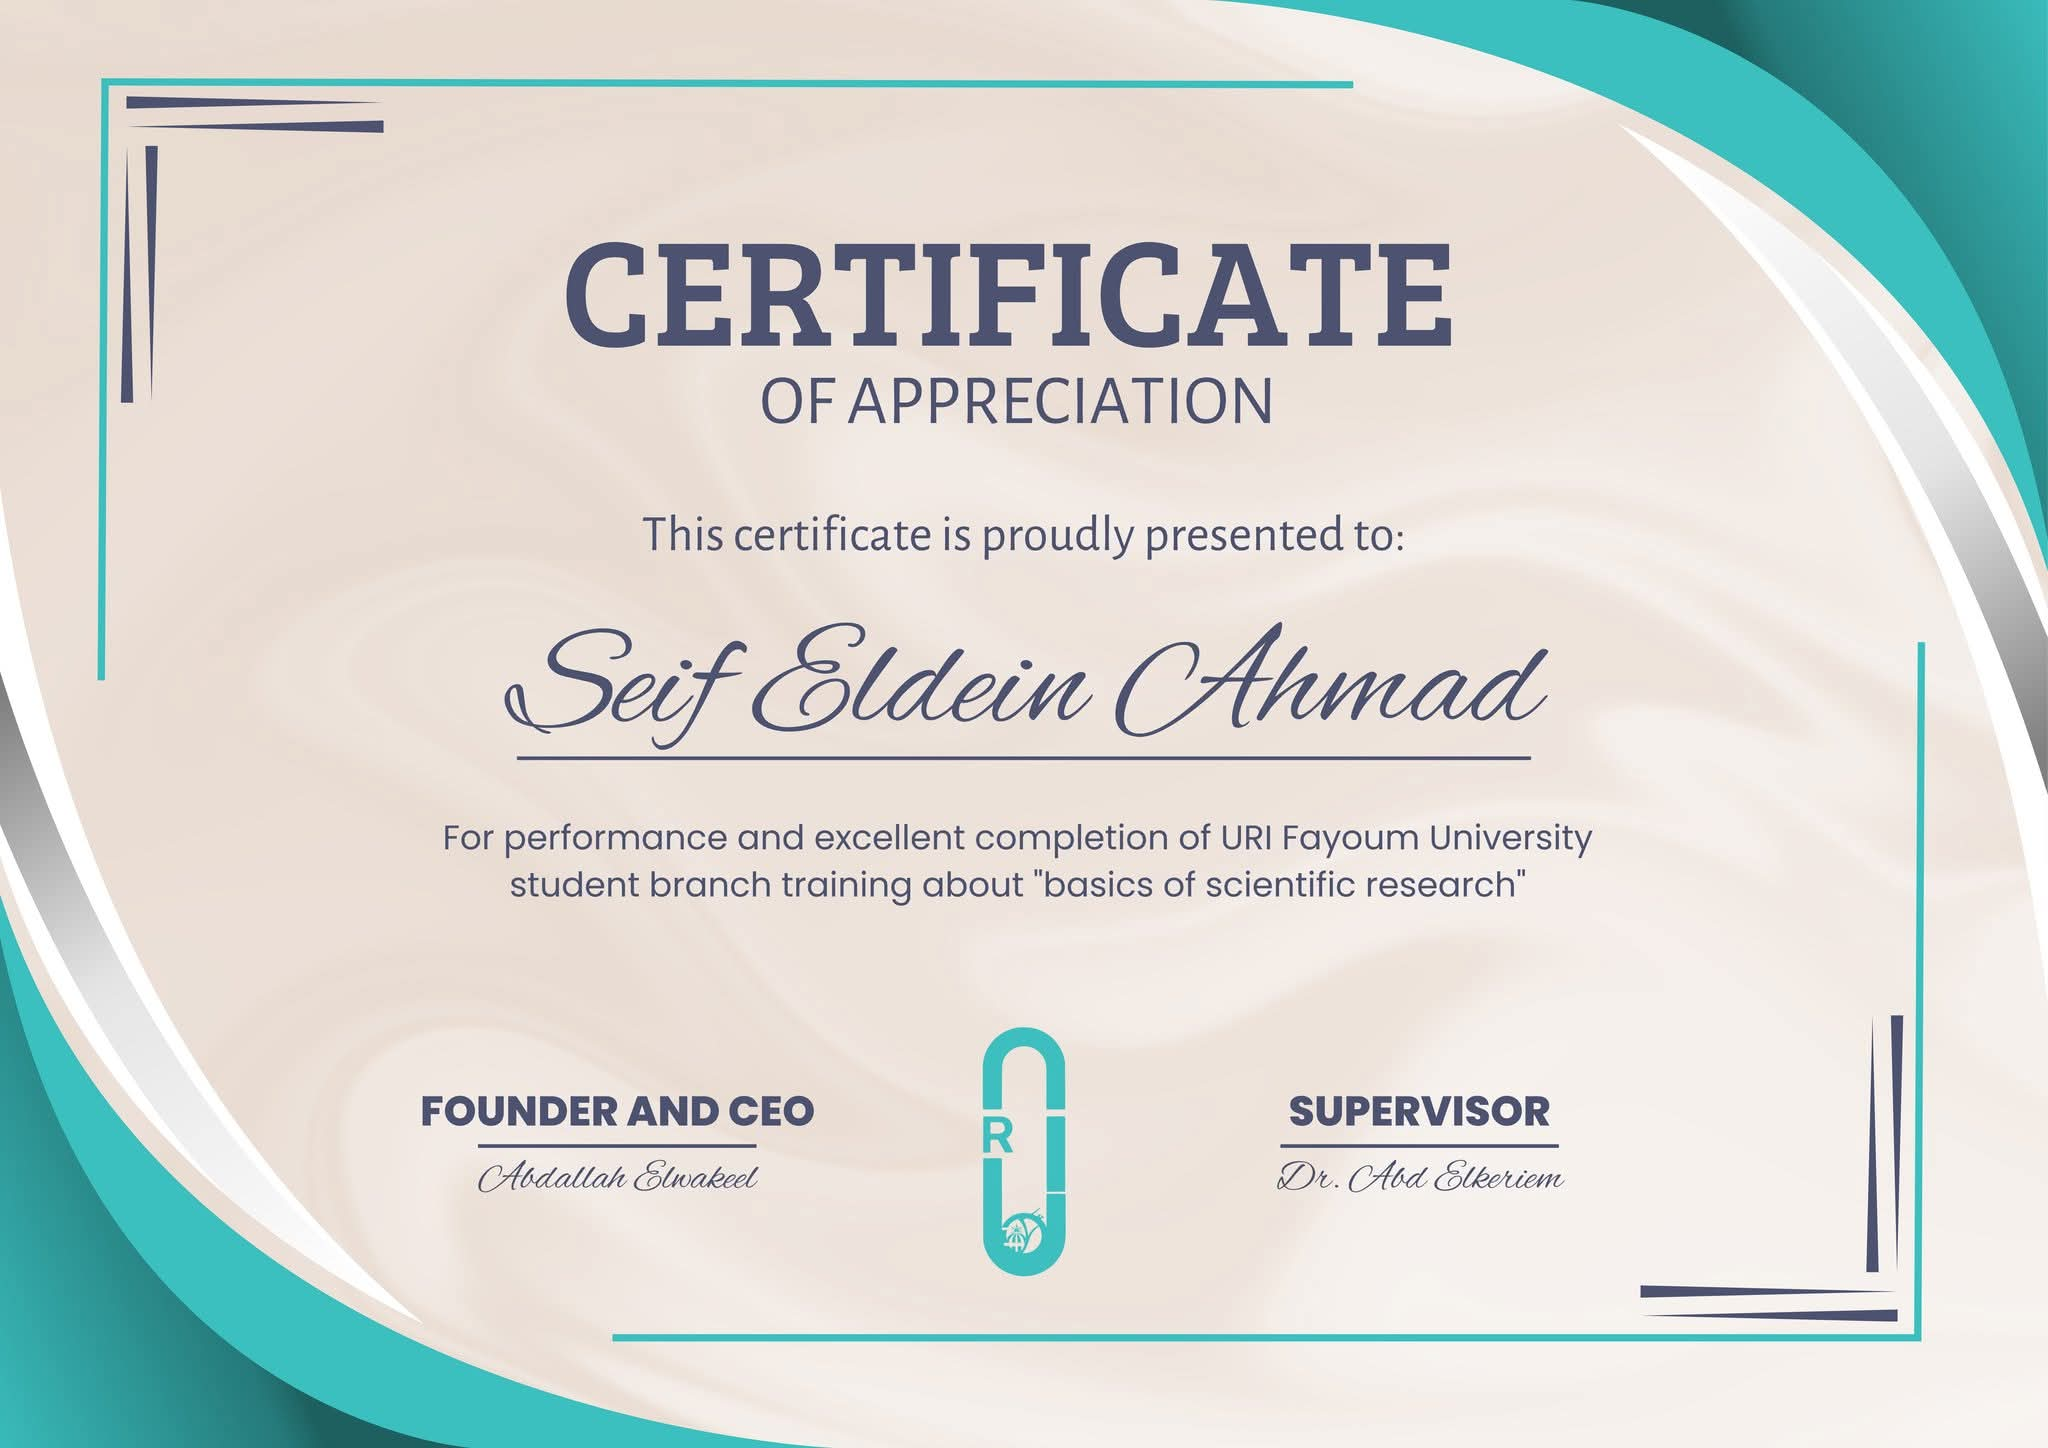 CERTIFICATE
OF APPRECIATION
This certificate is proudly presented to:
Seif Eldein Ahmad
For performance and excellent completion of URI Fayoum University
student branch training about "basics of scientific research"
FOUNDER AND CEO
Abdallah Elwakeel
R
SUPERVISOR
Dr. Abd Elkeriem